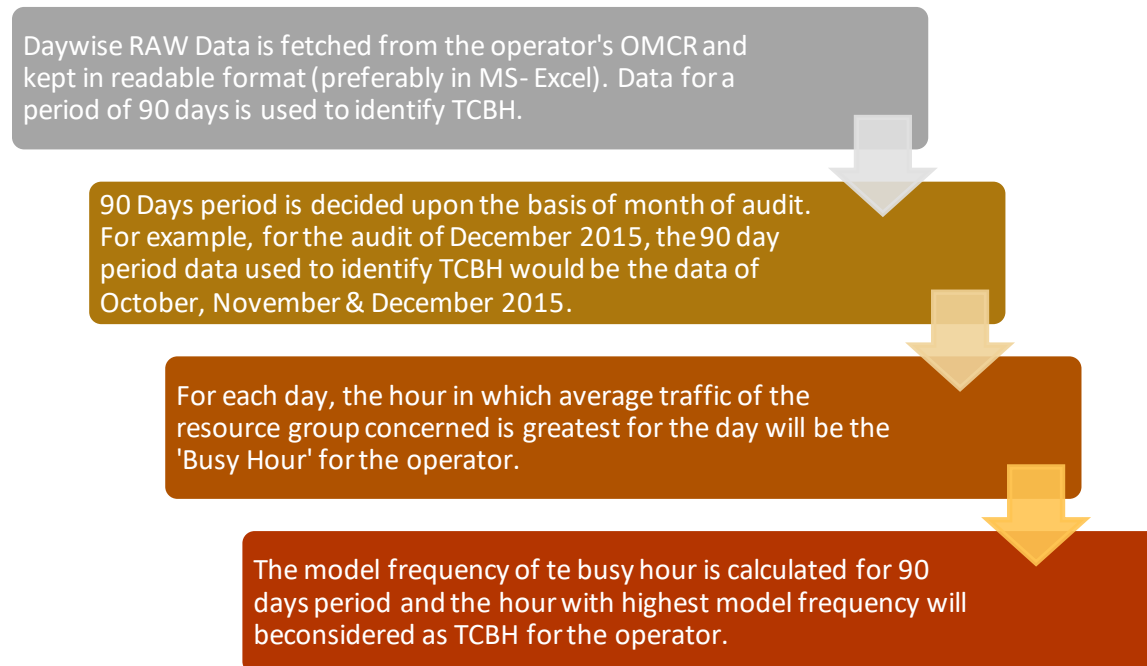 Daywise RAW Data is fetched from the operator's OMCR and
kept in readable format (preferably in MS- Excel). Data for a
period of 90 days is used to identify TCBH.
90 Days period is decided upon the basis of month of audit.
For example, for the audit of December 2015, the 90 day
period data used to identify TCBH would be the data of
October, November & December 2015.
For each day, the hour in which average traffic of the
resource group concerned is greatest for the day will be the
'Busy Hour' for the operator.
The model frequency of te busy hour is calculated for 90
days period and the hour with highest model frequency will
beconsidered as TCBH for the operator.